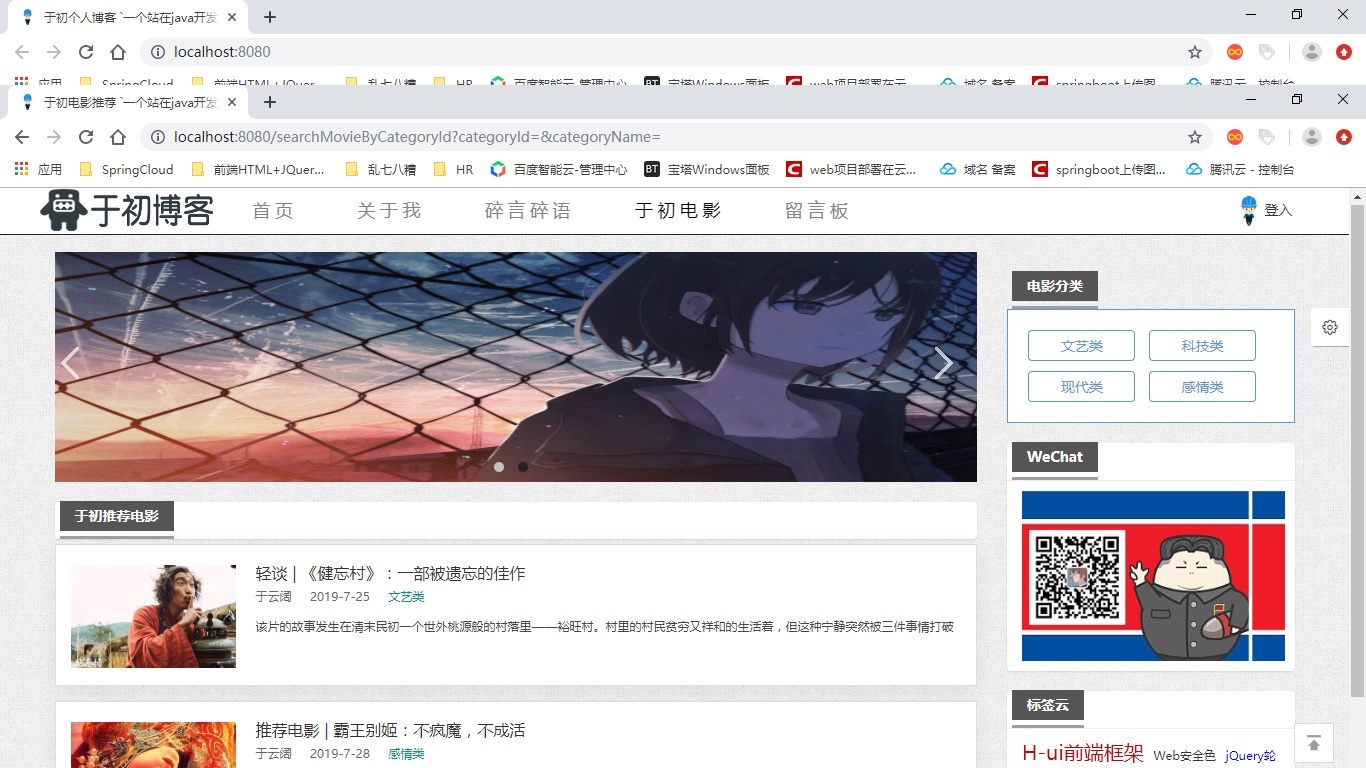 于初个人博客 `一个站在java开发
localhost:8080
应用 SpringCloud 前端HTML+JQuer... 乱七八糟 HR 百度智能云-管理中心 BT 宝塔Windows面板 web项目部署在云... 域名 备案 springboot上传图... 腾讯云 - 控制台
于初电影推荐 `一个站在java开发
localhost:8080/searchMovieByCategoryId?categoryId=&categoryName=
应用 SpringCloud 前端HTML+JQuer... 乱七八糟 HR 百度智能云-管理中心 BT 宝塔Windows面板 web项目部署在云... 域名 备案 springboot上传图... 腾讯云 - 控制台
于初博客 首页 关于我 碎言碎语 于初电影 留言板 登入
电影分类
文艺类 科技类
现代类 感情类
WeChat
于初推荐电影
轻谈 | 《健忘村》：一部被遗忘的佳作
于云阔 2019-7-25 文艺类
该片的故事发生在清末民初一个世外桃源般的村落里——裕旺村。村里的村民贫穷又祥和的生活着，但这种宁静突然被三件事情打破
推荐电影 | 霸王别姬：不疯魔，不成活
于云阔 2019-7-28 感情类
标签云
H-ui前端框架 Web安全色 jQuery轮